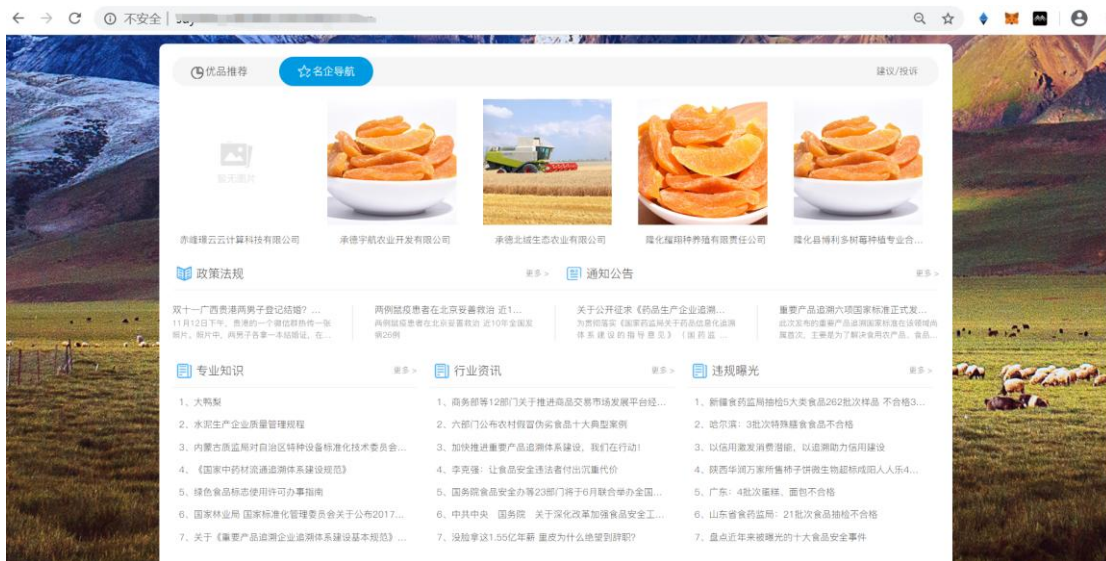 不安全
优品推荐
名企导航
建议/投诉
暂无图片
赤峰璟云云计算科技有限公司
承德宇航农业开发有限公司
承德北绒生态农业有限公司
隆化耀翔种养殖有限责任公司
隆化县博利多树莓种植专业合...
政策法规
更多 >
通知公告
更多 >
双十一广西贵港两男子登记结婚？...
11月12日下午，贵港的一个微信群热传一张
照片。照片中，两男子各拿一本结婚证，在...
两例鼠疫患者在北京妥善救治 近1...
两例鼠疫患者在北京妥善救治 近10年全国发
病26例
关于公开征求《药品生产企业追溯...
为贯彻落实《国家药监局关于药品信息化追溯
体系建设的指导意见》（国药监 ...
重要产品追溯六项国家标准正式发...
此次发布的重要产品追溯国家标准在该领域尚
属首次，主要是为了解决食用农产品、食品...
专业知识
更多 >
行业资讯
更多 >
违规曝光
更多 >
1、大鸭梨
2、水泥生产企业质量管理规程
3、内蒙古质监局对自治区特种设备标准化技术委员会...
4、《国家中药材流通追溯体系建设规范》
5、绿色食品标志使用许可办事指南
6、国家林业局 国家标准化管理委员会关于公布2017...
7、关于《重要产品追溯企业追溯体系建设基本规范》...
1、商务部等12部门关于推进商品交易市场发展平台经...
2、六部门公布农村假冒伪劣食品十大典型案例
3、加快推进重要产品追溯体系建设，我们在行动！
4、李克强：让食品安全违法者付出沉重代价
5、国务院食品安全办等23部门将于6月联合举办全国...
6、中共中央 国务院 关于深化改革加强食品安全工...
7、没脸拿这1.55亿年薪 里皮为什么绝望到辞职?
1、新疆食药监局抽检5大类食品262批次样品 不合格3...
2、哈尔滨：3批次特殊膳食食品不合格
3、以信用激发消费潜能，以追溯助力信用建设
4、陕西华润万家所售柿子饼微生物超标咸阳人人乐4...
5、广东：4批次蛋糕、面包不合格
6、山东省食药监局：21批次食品抽检不合格
7、盘点近年来被曝光的十大食品安全事件